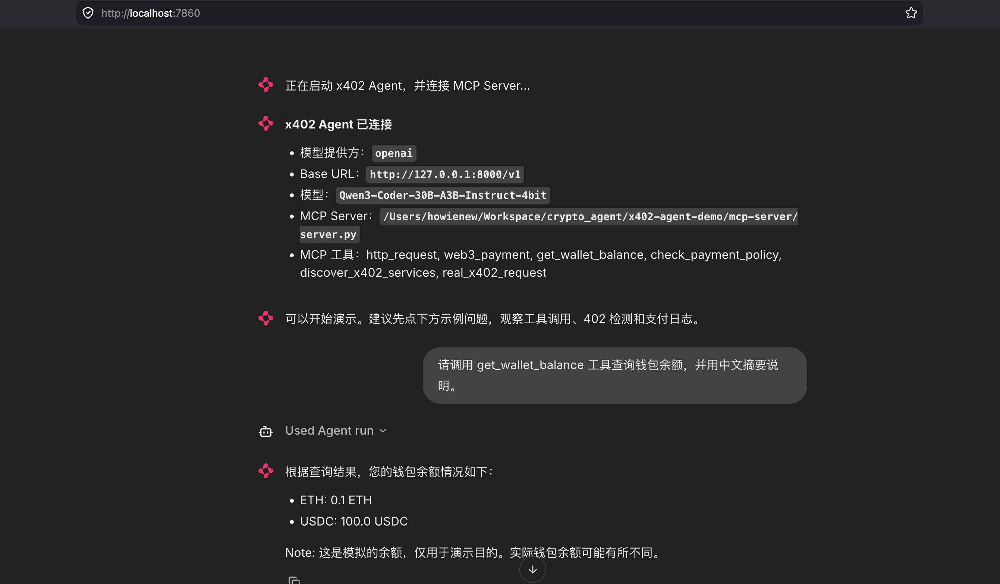 http://localhost:7860
正在启动 x402 Agent，并连接 MCP Server...
x402 Agent 已连接
模型提供方： openai
Base URL： http://127.0.0.1:8000/v1
模型： Qwen3-Coder-30B-A3B-Instruct-4bit
MCP Server： /Users/howienew/Workspace/crypto_agent/x402-agent-demo/mcp-server/
server.py
MCP 工具：http_request, web3_payment, get_wallet_balance, check_payment_policy,
discover_x402_services, real_x402_request
可以开始演示。建议先点下方示例问题，观察工具调用、402 检测和支付日志。
请调用 get_wallet_balance 工具查询钱包余额，并用中文摘要说
明。
Used Agent run
根据查询结果，您的钱包余额情况如下：
ETH: 0.1 ETH
USDC: 100.0 USDC
Note: 这是模拟的余额，仅用于演示目的。实际钱包余额可能有所不同。